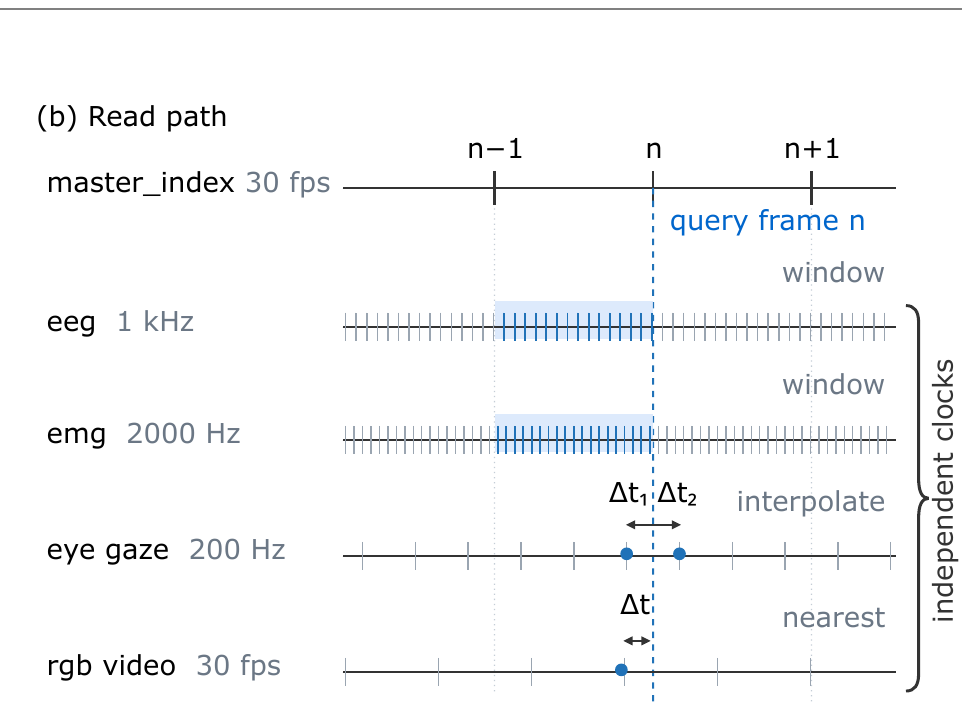 (b) Read path
n−1 n n+1
master_index 30 fps
query frame n
window
eeg 1 kHz
window
emg 2000 Hz
Δt₁ Δt₂
interpolate
eye gaze 200 Hz
Δt
nearest
rgb video 30 fps
independent clocks